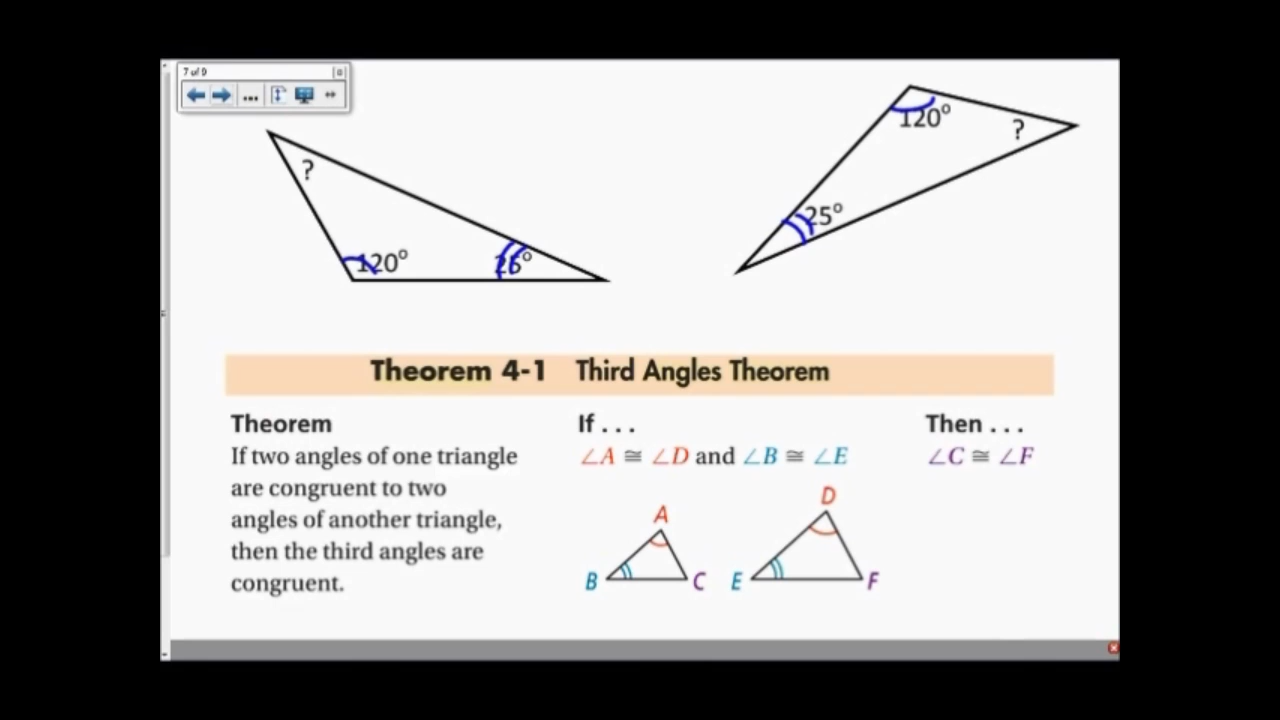 7 of 9
...
120°
?
?
25°
120°
Theorem 4-1 Third Angles Theorem
Theorem
If . . .
Then . . .
If two angles of one triangle
∠A ≅ ∠D and ∠B ≅ ∠E
∠C ≅ ∠F
are congruent to two
angles of another triangle,
then the third angles are
congruent.
D
A
B
C
E
F